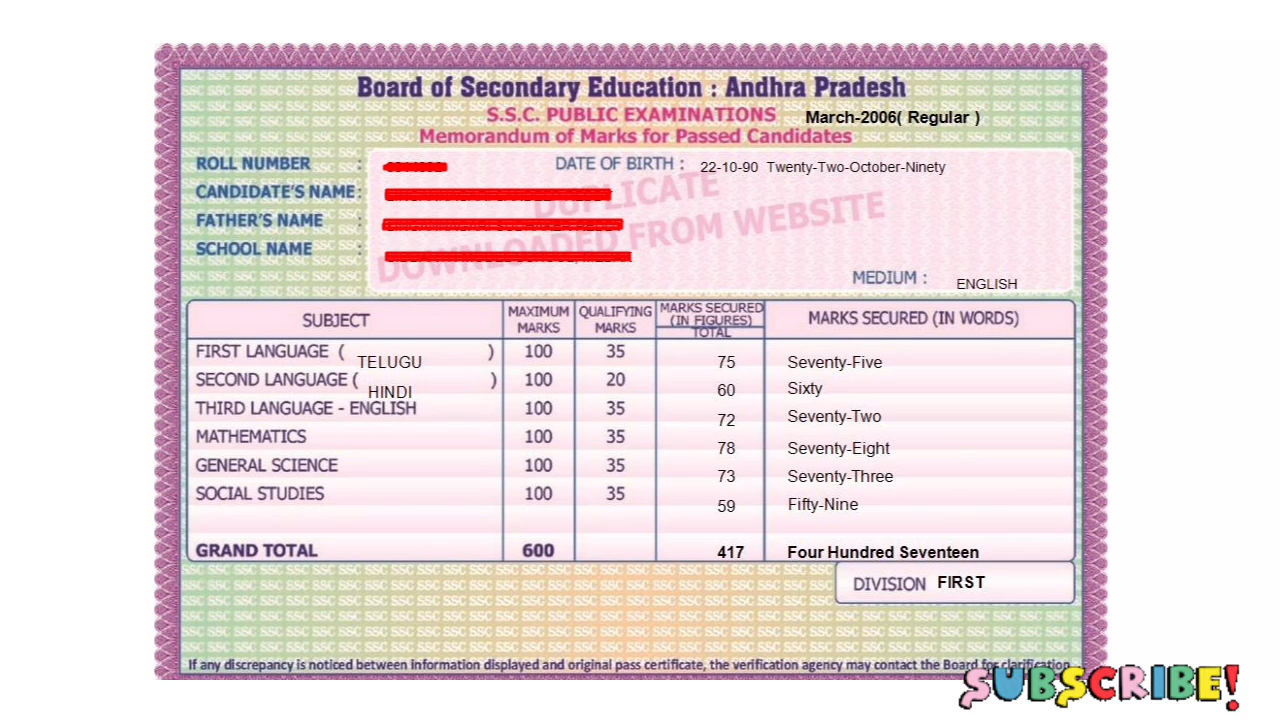 Board of Secondary Education : Andhra Pradesh
S.S.C. PUBLIC EXAMINATIONS March-2006( Regular )
Memorandum of Marks for Passed Candidates
ROLL NUMBER : DATE OF BIRTH : 22-10-90 Twenty-Two-October-Ninety
CANDIDATE'S NAME :
FATHER'S NAME :
SCHOOL NAME :
DUPLICATE
DOWNLOADED FROM WEBSITE
MEDIUM : ENGLISH
SUBJECT MAXIMUM MARKS QUALIFYING MARKS MARKS SECURED (IN FIGURES) TOTAL MARKS SECURED (IN WORDS)
FIRST LANGUAGE ( TELUGU ) 100 35 75 Seventy-Five
SECOND LANGUAGE ( HINDI ) 100 20 60 Sixty
THIRD LANGUAGE - ENGLISH 100 35 72 Seventy-Two
MATHEMATICS 100 35 78 Seventy-Eight
GENERAL SCIENCE 100 35 73 Seventy-Three
SOCIAL STUDIES 100 35 59 Fifty-Nine
GRAND TOTAL 600 417 Four Hundred Seventeen
DIVISION FIRST
If any discrepancy is noticed between information displayed and original pass certificate, the verification agency may contact the Board for clarification
SUBSCRIBE!